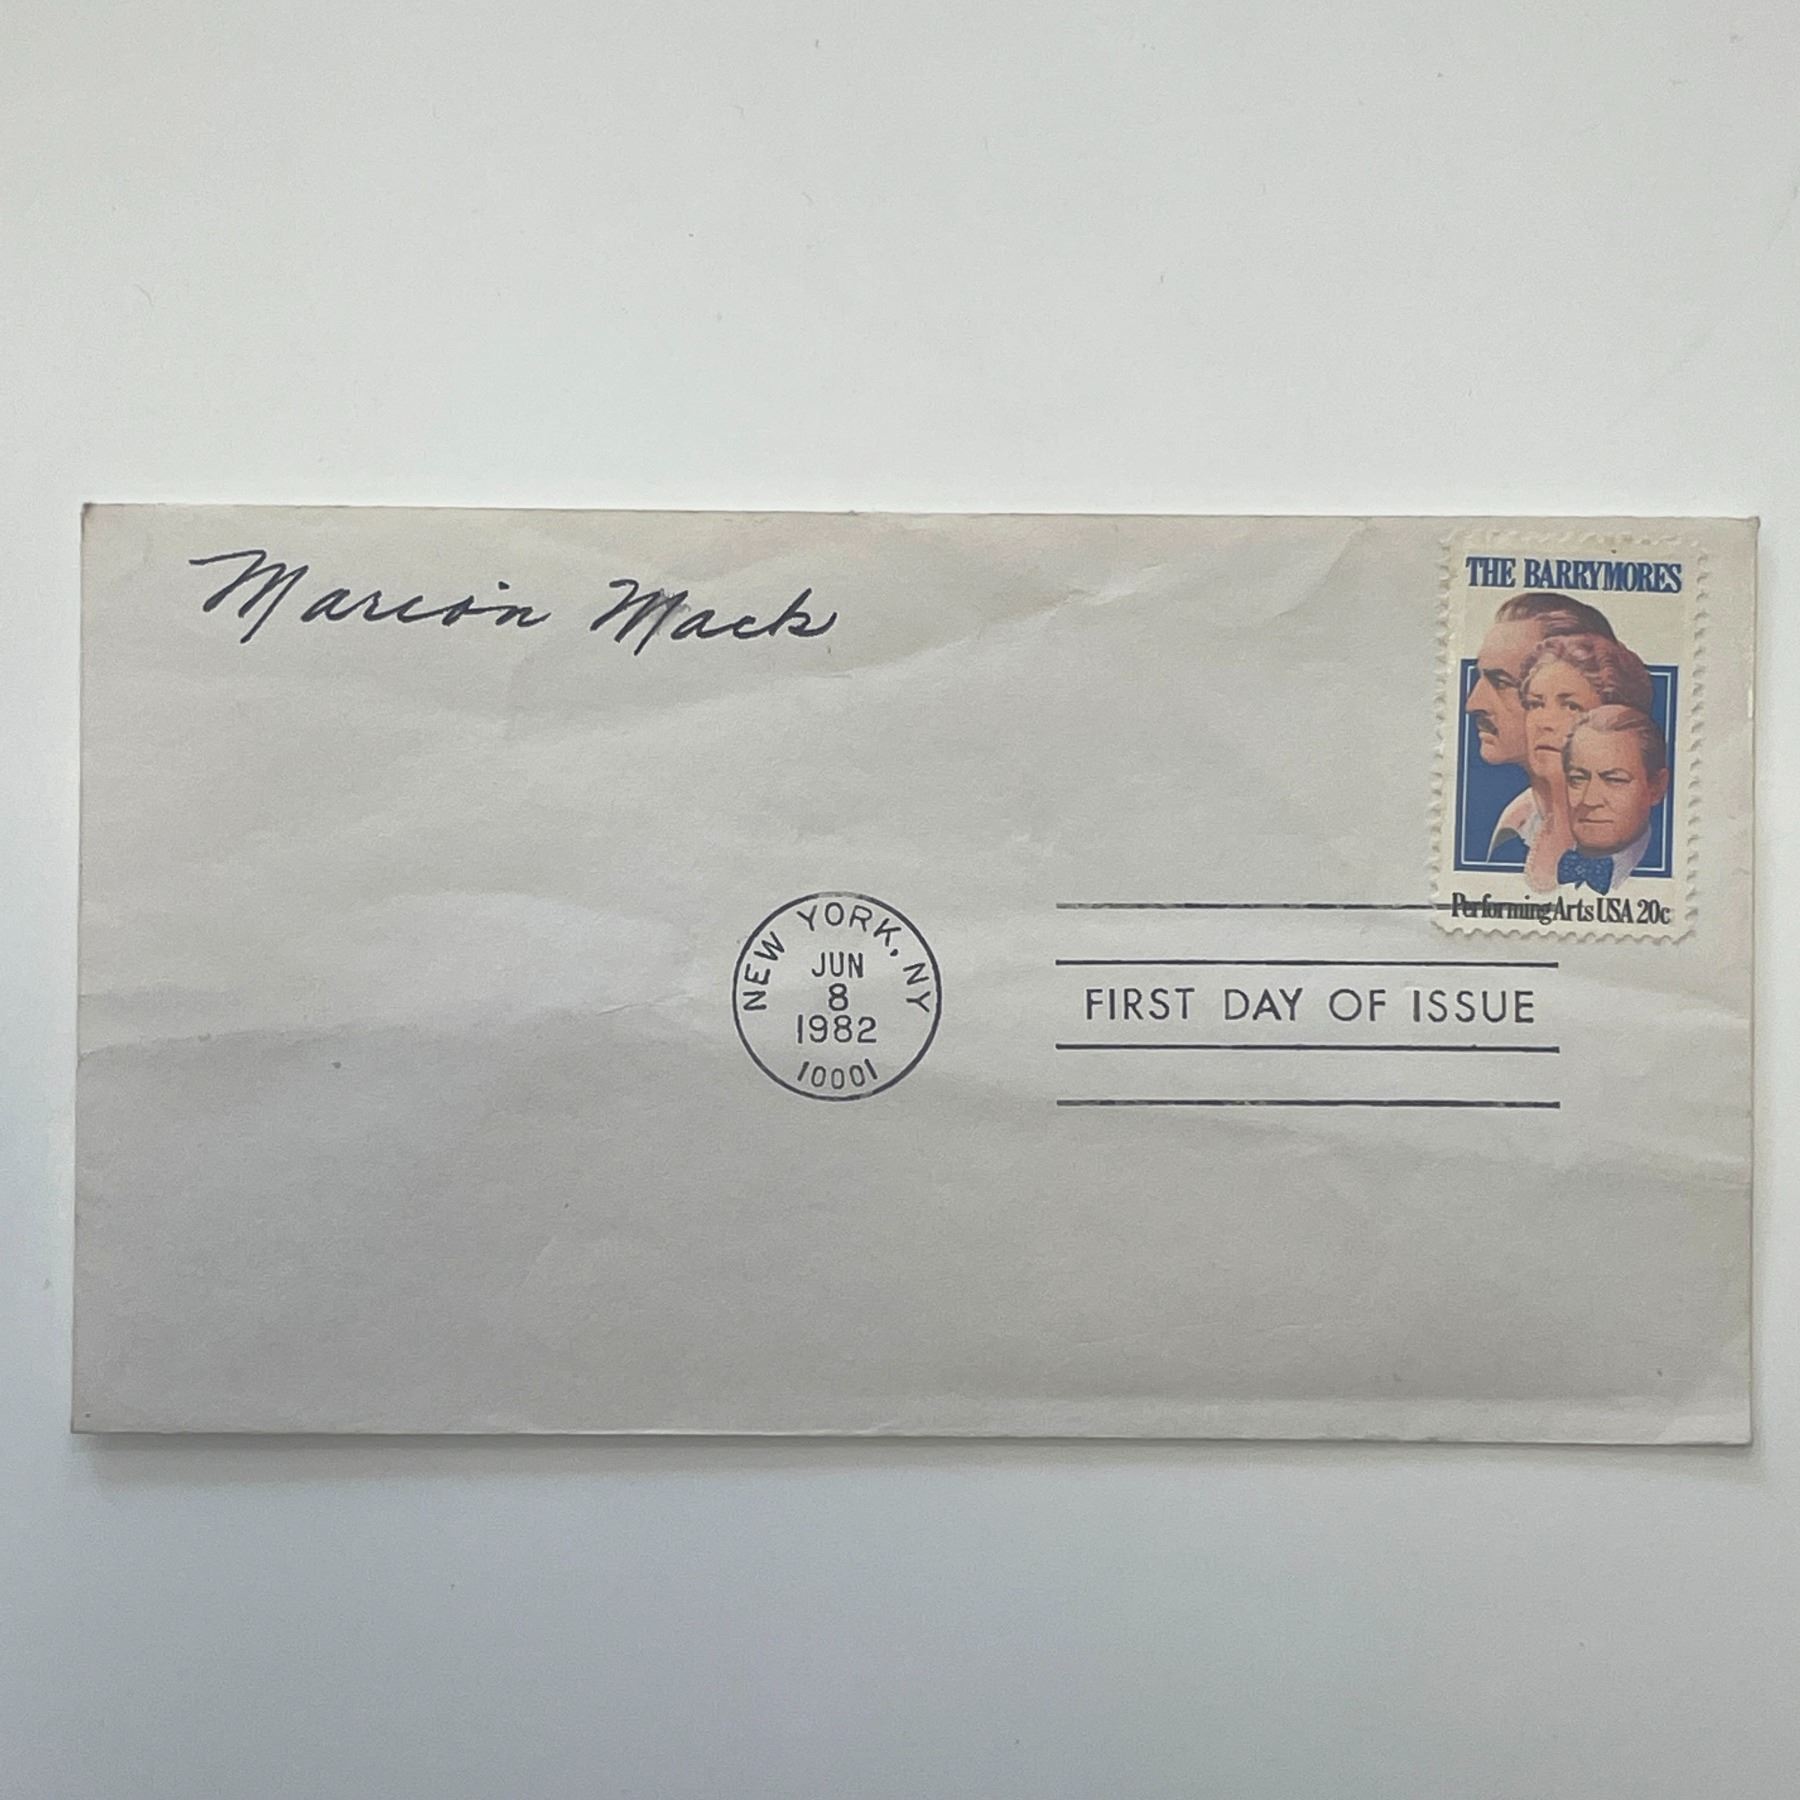 Marion Mack
THE BARRYMORES
Performing Arts USA 20c
NEW YORK, NY
JUN
8
1982
10001
FIRST DAY OF ISSUE